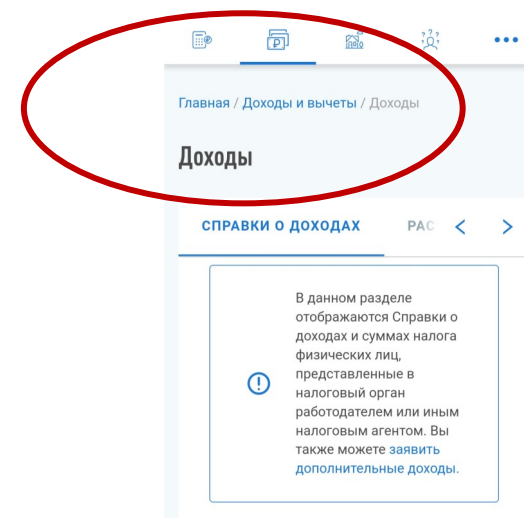 Главная / Доходы и вычеты / Доходы
Доходы
СПРАВКИ О ДОХОДАХ РАС
В данном разделе
отображаются Справки о
доходах и суммах налога
физических лиц,
представленные в
налоговый орган
работодателем или иным
налоговым агентом. Вы
также можете заявить
дополнительные доходы.